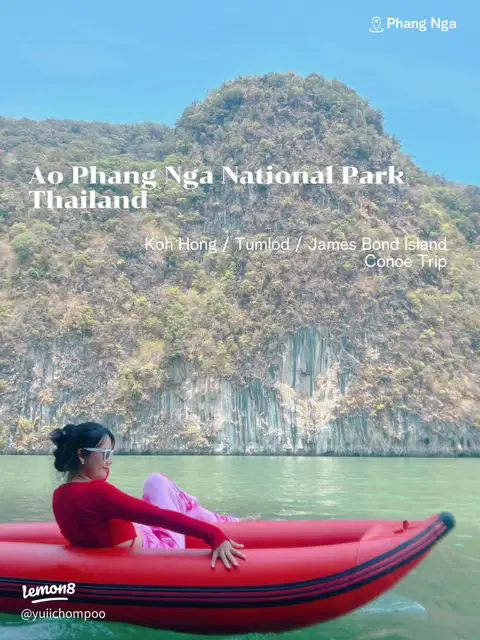 Phang Nga
Ao Phang Nga National Park
Thailand
Koh Hong / Tumlod / James Bond Island
Conoe Trip
lemon8
@yuiichompoo